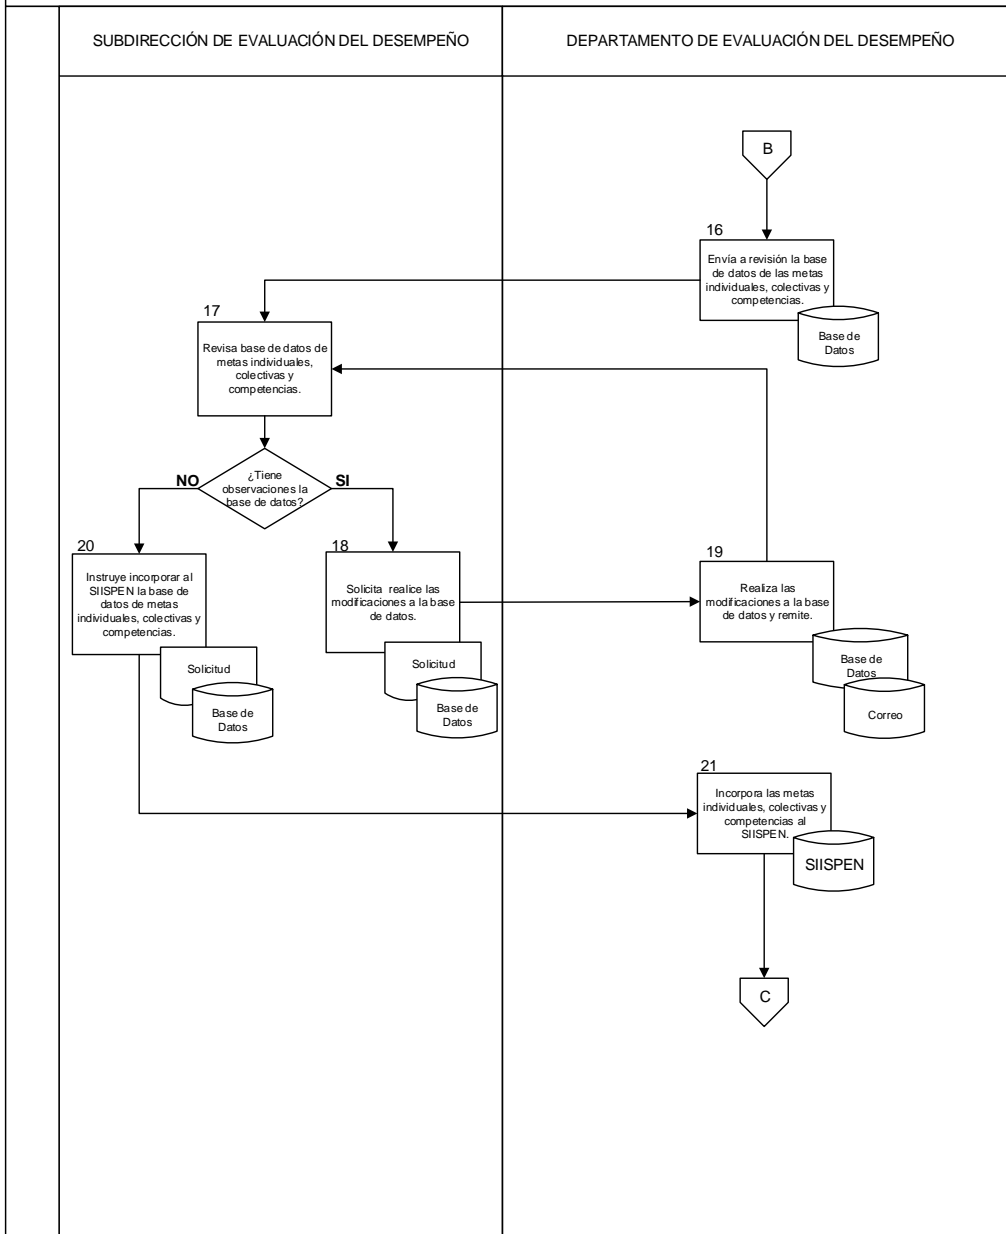 SUBDIRECCIÓN DE EVALUACIÓN DEL DESEMPEÑO
DEPARTAMENTO DE EVALUACIÓN DEL DESEMPEÑO
B
16
Envía a revisión la base
de datos de las metas
individuales, colectivas y
competencias.
Base de
Datos
17
Revisa base de datos de
metas individuales,
colectivas y
competencias.
¿Tiene
observaciones la
base de datos?
NO
SI
20
Instruye incorporar al
SIISPEN la base de
datos de metas
individuales, colectivas y
competencias.
Solicitud
Base de
Datos
18
Solicita realice las
modificaciones a la base
de datos.
Solicitud
Base de
Datos
19
Realiza las
modificaciones a la base
de datos y remite.
Base de
Datos
Correo
21
Incorpora las metas
individuales, colectivas y
competencias al
SIISPEN.
SIISPEN
C